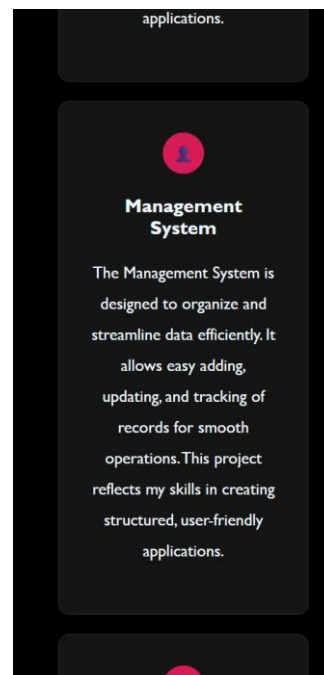 applications.
Management
System
The Management System is
designed to organize and
streamline data efficiently. It
allows easy adding,
updating, and tracking of
records for smooth
operations. This project
reflects my skills in creating
structured, user-friendly
applications.